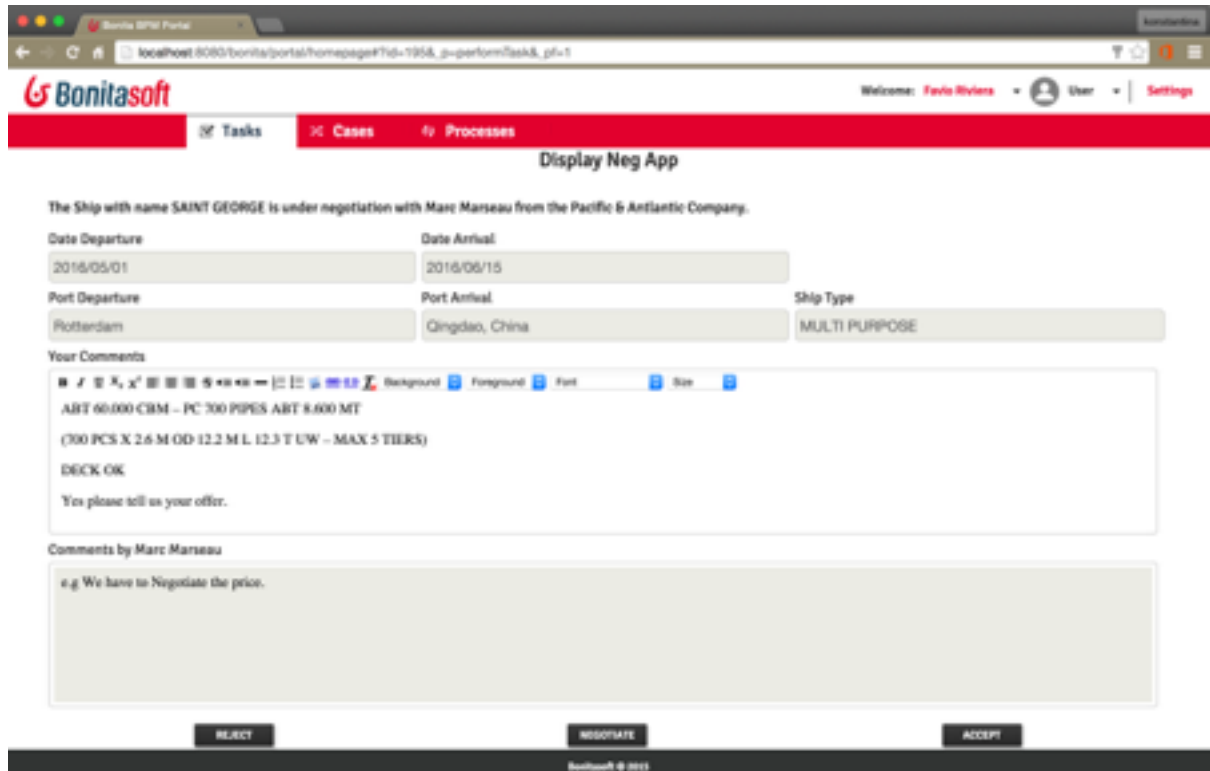 Bonita BPM Portal
konstantina
localhost:8080/bonita/portal/homepage#?id=195&_p=performTask&_pf=1
Bonitasoft
Welcome: Favio Riviera
User
Settings
Tasks
Cases
Processes
Display Neg App
The Ship with name SAINT GEORGE is under negotiation with Marc Marseau from the Pacific & Antlantic Company.
Date Departure
Date Arrival
2016/05/01
2016/06/15
Port Departure
Port Arrival
Ship Type
Rotterdam
Qingdao, China
MULTI PURPOSE
Your Comments
Background
Foreground
Font
Size
ABT 60.000 CBM – PC 700 PIPES ABT 8.600 MT
(700 PCS X 2.6 M OD 12.2 M L 12.3 T UW – MAX 5 TIERS)
DECK OK
Yes please tell us your offer.
Comments by Marc Marseau
e.g We have to Negotiate the price.
REJECT
NEGOTIATE
ACCEPT
Bonitasoft © 2015